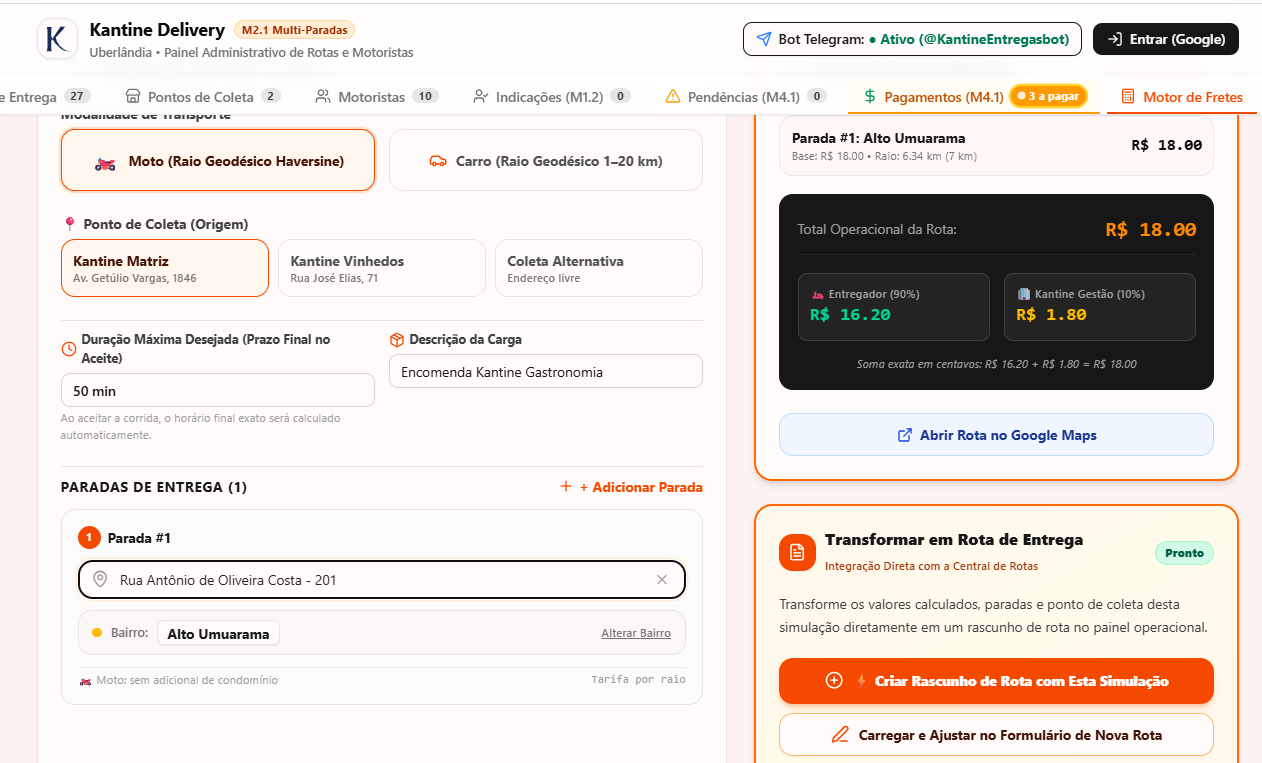 K
Kantine Delivery
M2.1 Multi-Paradas
Uberlândia • Painel Administrativo de Rotas e Motoristas
Bot Telegram: • Ativo (@KantineEntregasbot)
Entrar (Google)
e Entrega 27
Pontos de Coleta 2
Motoristas 10
Indicações (M1.2) 0
Pendências (M4.1) 0
Pagamentos (M4.1) 3 a pagar
Motor de Fretes
Modalidade de Transporte
Moto (Raio Geodésico Haversine)
Carro (Raio Geodésico 1–20 km)
Ponto de Coleta (Origem)
Kantine Matriz
Av. Getúlio Vargas, 1846
Kantine Vinhedos
Rua José Elias, 71
Coleta Alternativa
Endereço livre
Duração Máxima Desejada (Prazo Final no
Aceite)
50 min
Ao aceitar a corrida, o horário final exato será calculado
automaticamente.
Descrição da Carga
Encomenda Kantine Gastronomia
PARADAS DE ENTREGA (1)
+ + Adicionar Parada
1 Parada #1
Rua Antônio de Oliveira Costa - 201
Bairro: Alto Umuarama
Alterar Bairro
Moto: sem adicional de condomínio
Tarifa por raio
Parada #1: Alto Umuarama
Base: R$ 18.00 • Raio: 6.34 km (7 km)
R$ 18.00
Total Operacional da Rota:
R$ 18.00
Entregador (90%)
R$ 16.20
Kantine Gestão (10%)
R$ 1.80
Soma exata em centavos: R$ 16.20 + R$ 1.80 = R$ 18.00
Abrir Rota no Google Maps
Transformar em Rota de Entrega
Integração Direta com a Central de Rotas
Pronto
Transforme os valores calculados, paradas e ponto de coleta desta
simulação diretamente em um rascunho de rota no painel operacional.
Criar Rascunho de Rota com Esta Simulação
Carregar e Ajustar no Formulário de Nova Rota